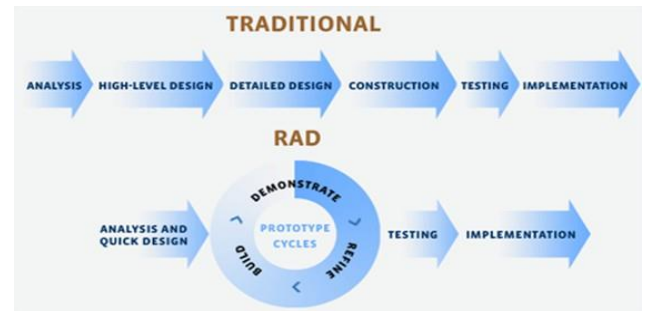 TRADITIONAL
ANALYSIS HIGH-LEVEL DESIGN DETAILED DESIGN CONSTRUCTION TESTING IMPLEMENTATION
RAD
ANALYSIS AND
QUICK DESIGN
DEMONSTRATE
PROTOTYPE
CYCLES
BUILD
REFINE
TESTING
IMPLEMENTATION